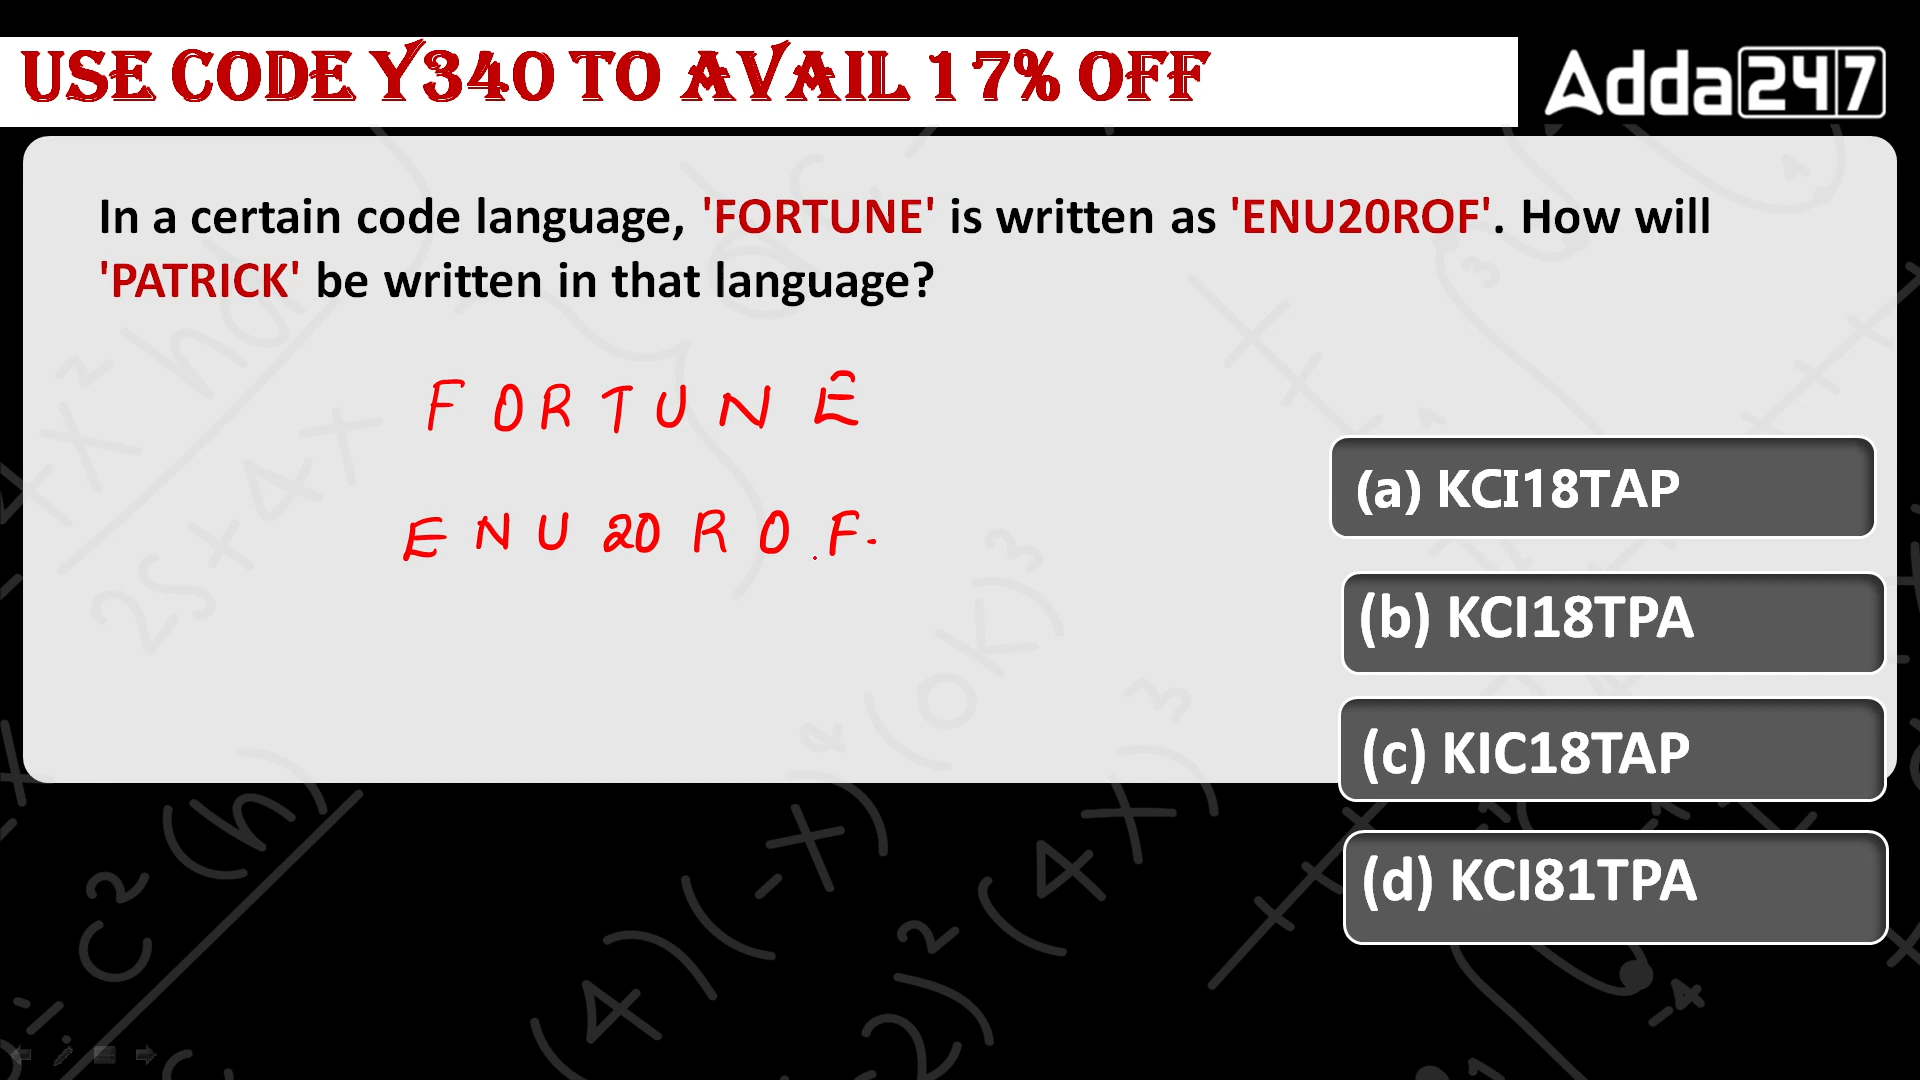 USE CODE Y340 TO AVAIL 17% OFF
Adda247
In a certain code language, 'FORTUNE' is written as 'ENU20ROF'. How will
'PATRICK' be written in that language?
F O R T U N E
E N U 20 R O F.
(a) KCI18TAP
(b) KCI18TPA
(c) KIC18TAP
(d) KCI81TPA